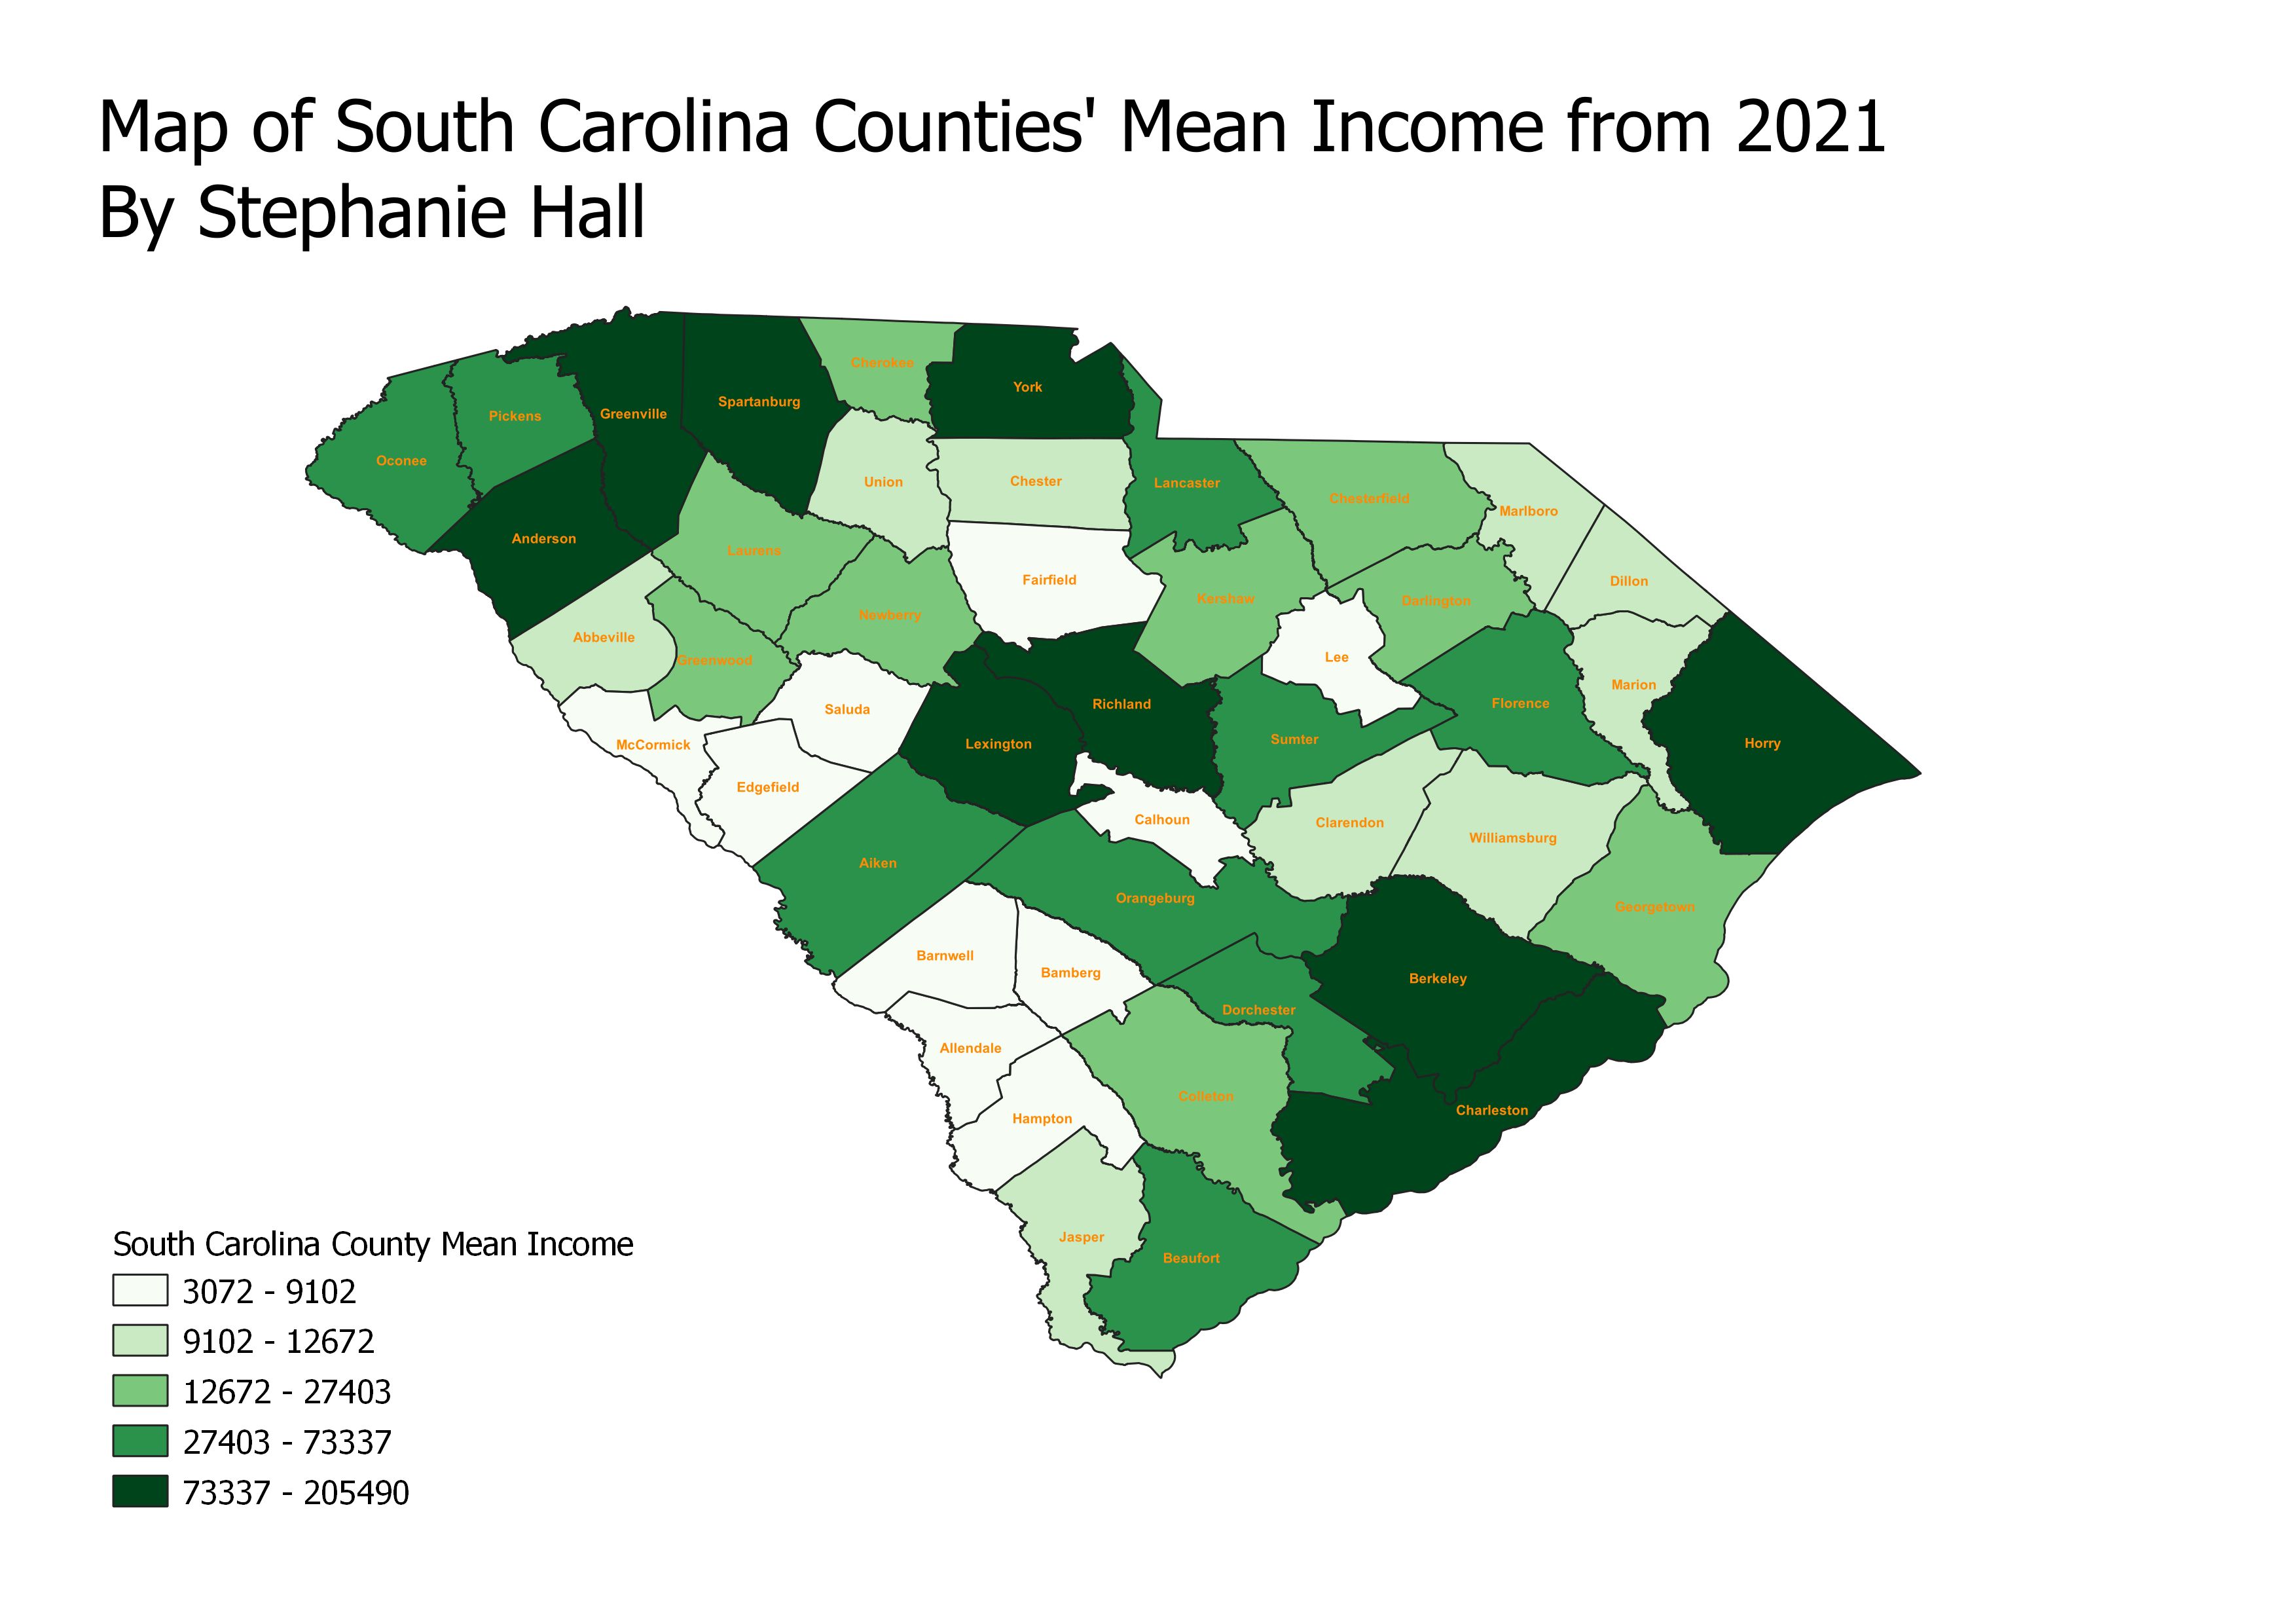 Map of South Carolina Counties' Mean Income from 2021
By Stephanie Hall
Cherokee
York
Spartanburg
Greenville
Pickens
Oconee
Union
Chester
Lancaster
Chesterfield
Marlboro
Anderson
Laurens
Fairfield
Dillon
Kershaw
Darlington
Newberry
Abbeville
Greenwood
Lee
Marion
Saluda
Richland
Florence
McCormick
Lexington
Sumter
Horry
Edgefield
Calhoun
Clarendon
Williamsburg
Aiken
Orangeburg
Georgetown
Barnwell
Bamberg
Berkeley
Dorchester
Allendale
Colleton
Charleston
Hampton
Jasper
Beaufort
South Carolina County Mean Income
3072 - 9102
9102 - 12672
12672 - 27403
27403 - 73337
73337 - 205490